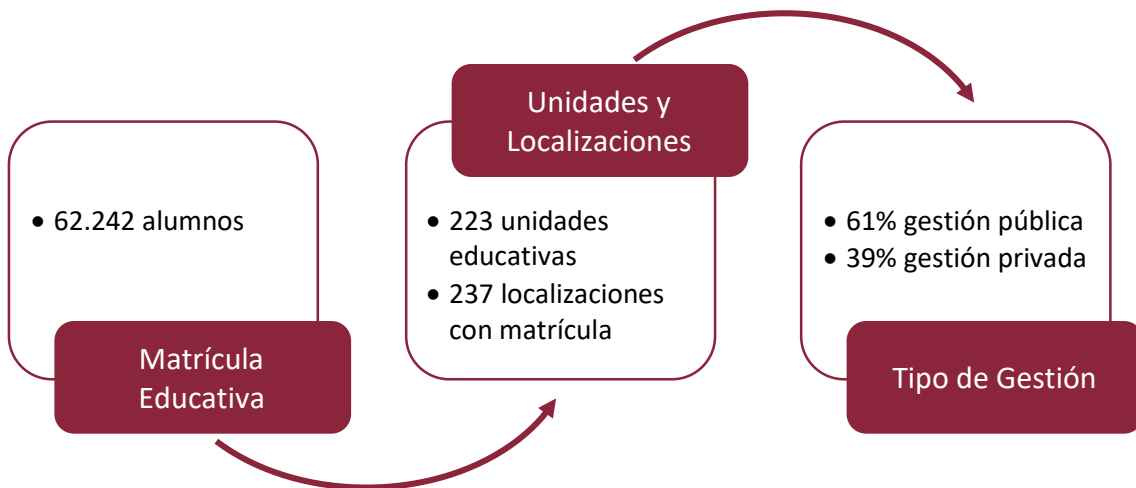 • 62.242 alumnos
Matrícula
Educativa
Unidades y
Localizaciones
• 223 unidades
educativas
• 237 localizaciones
con matrícula
• 61% gestión pública
• 39% gestión privada
Tipo de Gestión